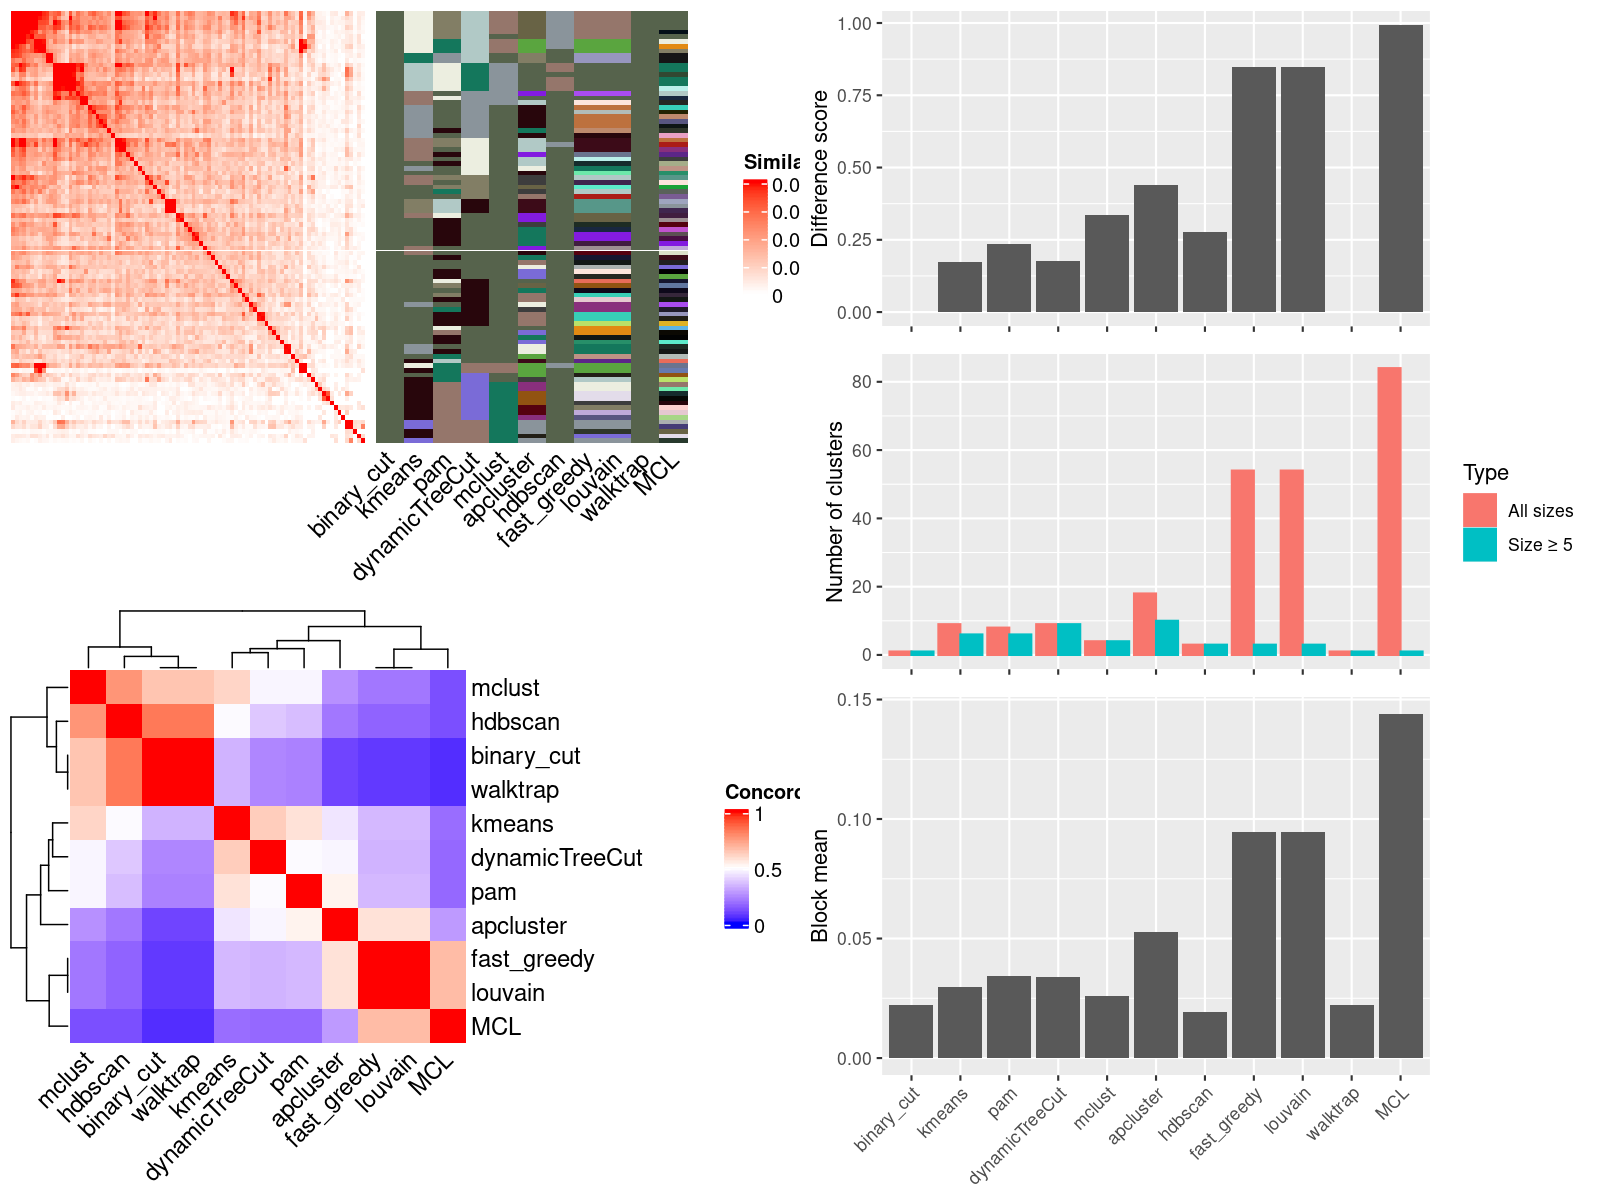 binary_cut
kmeans
pam
dynamicTreeCut
mclust
apcluster
hdbscan
fast_greedy
louvain
walktrap
MCL
Simila
0.0
0.0
0.0
0.0
0
Difference score
1.00
0.75
0.50
0.25
0.00
Number of clusters
80
60
40
20
0
Type
All sizes
Size ≥ 5
mclust
hdbscan
binary_cut
walktrap
kmeans
dynamicTreeCut
pam
apcluster
fast_greedy
louvain
MCL
mclust
hdbscan
binary_cut
walktrap
kmeans
dynamicTreeCut
pam
apcluster
fast_greedy
louvain
MCL
Concord
1
0.5
0
Block mean
0.15
0.10
0.05
0.00
binary_cut
kmeans
pam
dynamicTreeCut
mclust
apcluster
hdbscan
fast_greedy
louvain
walktrap
MCL